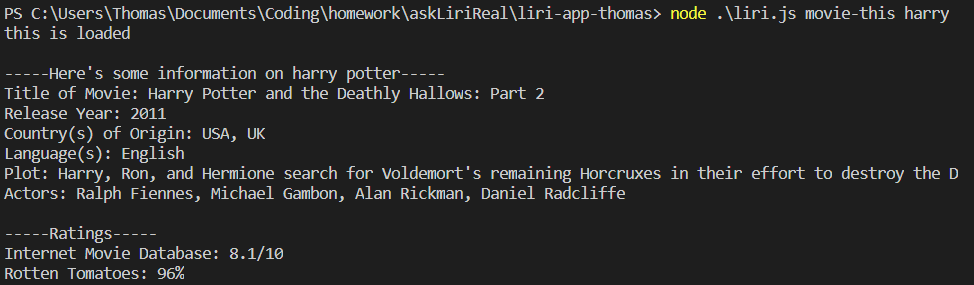 PS C:\Users\Thomas\Documents\Coding\homework\askLiriReal\liri-app-thomas> node .\liri.js movie-this harry
this is loaded
-----Here's some information on harry potter-----
Title of Movie: Harry Potter and the Deathly Hallows: Part 2
Release Year: 2011
Country(s) of Origin: USA, UK
Language(s): English
Plot: Harry, Ron, and Hermione search for Voldemort's remaining Horcruxes in their effort to destroy the D
Actors: Ralph Fiennes, Michael Gambon, Alan Rickman, Daniel Radcliffe
-----Ratings-----
Internet Movie Database: 8.1/10
Rotten Tomatoes: 96%